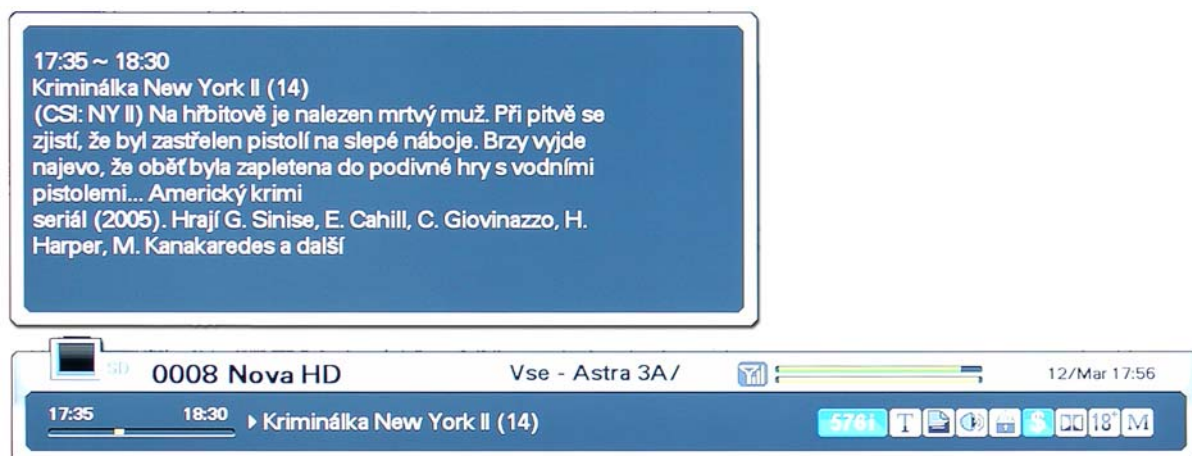 17:35 ~ 18:30
Kriminálka New York II (14)
(CSI: NY II) Na hřbitově je nalezen mrtvý muž. Při pitvě se
zjistí, že byl zastřelen pistolí na slepé náboje. Brzy vyjde
najevo, že oběť byla zapletena do podivné hry s vodními
pistolemi... Americký krimi
seriál (2005). Hrají G. Sinise, E. Cahill, C. Giovinazzo, H.
Harper, M. Kanakaredes a další
SD 0008 Nova HD Vse - Astra 3A/ 12/Mar 17:56
17:35 18:30 Kriminálka New York II (14) 576i T $ 18+ M